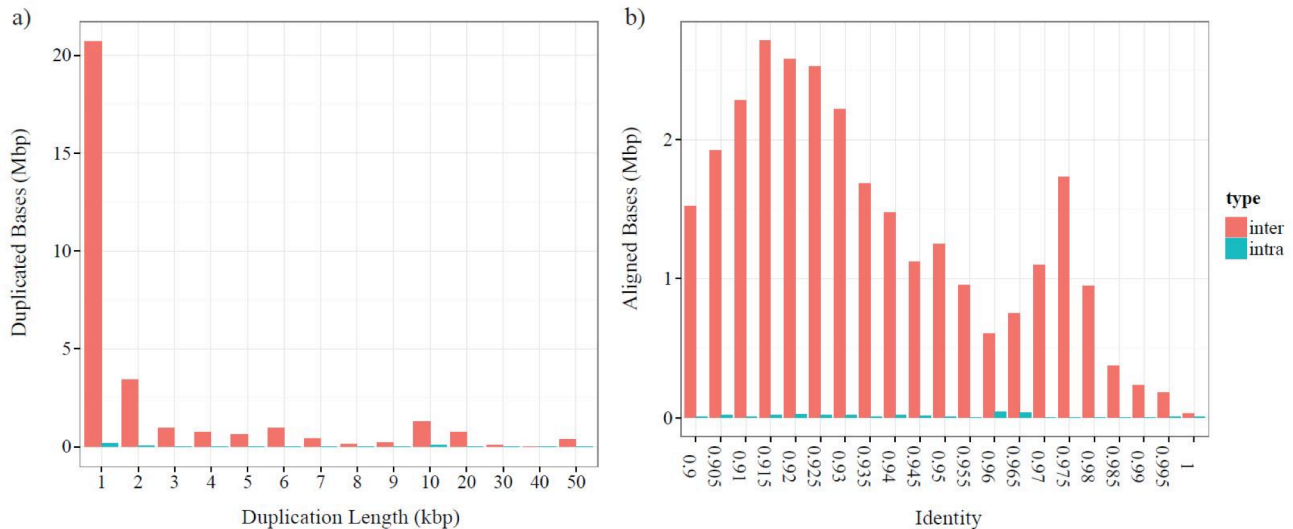 a)
Duplicated Bases (Mbp)
20
15
10
5
0
1 2 3 4 5 6 7 8 9 10 20 30 40 50
Duplication Length (kbp)
b)
Aligned Bases (Mbp)
2
1
0
0.9 0.905 0.91 0.915 0.92 0.925 0.93 0.935 0.94 0.945 0.95 0.955 0.96 0.965 0.97 0.975 0.98 0.985 0.99 0.995 1
Identity
type
inter
intra